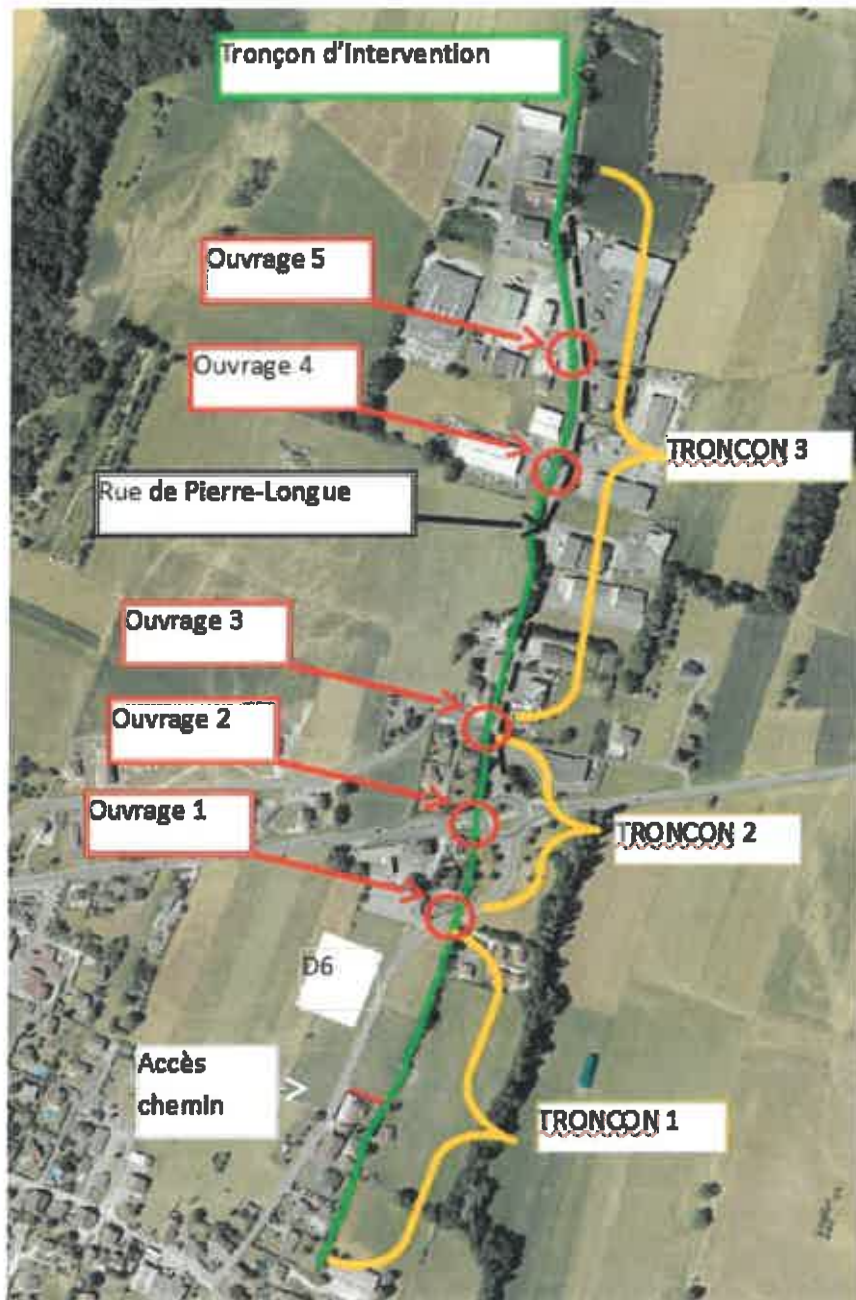 Tronçon d'Intervention
Ouvrage 5
Ouvrage 4
TRONCON 3
Rue de Pierre-Longue
Ouvrage 3
Ouvrage 2
Ouvrage 1
TRONCON 2
D6
Accès
chemin
TRONCON 1